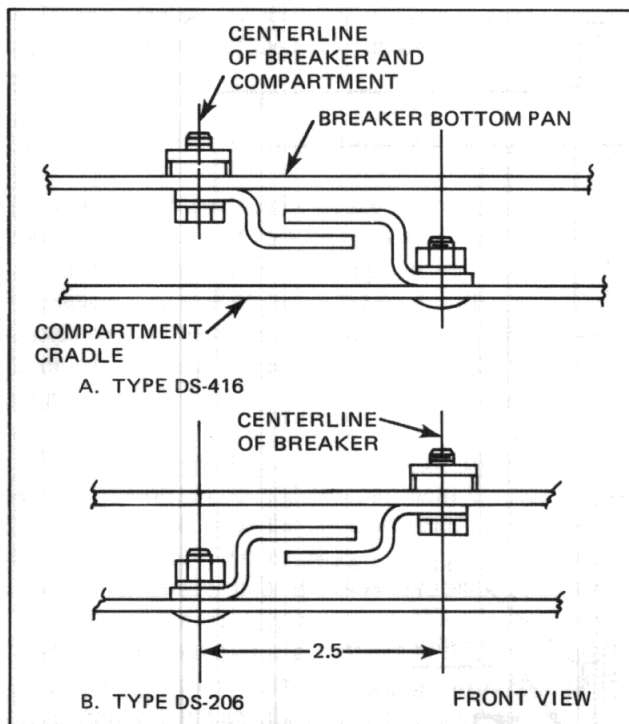 CENTERLINE
OF BREAKER AND
COMPARTMENT
BREAKER BOTTOM PAN
COMPARTMENT
CRADLE
A. TYPE DS-416
CENTERLINE
OF BREAKER
2.5
B. TYPE DS-206
FRONT VIEW